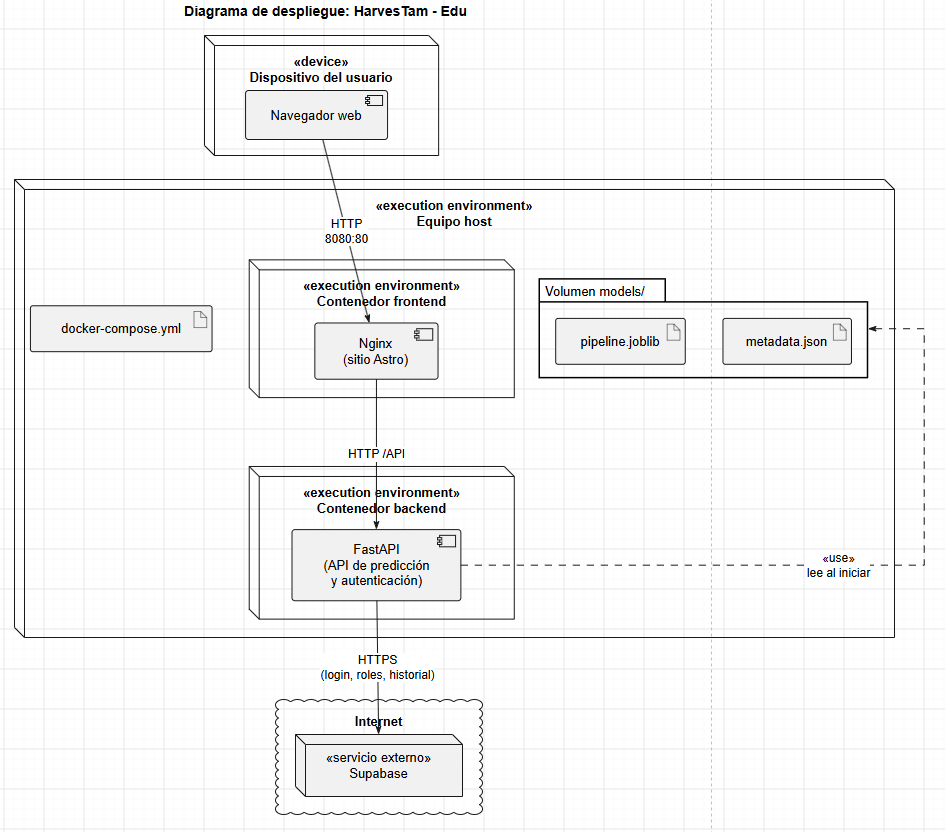 Diagrama de despliegue: HarvesTam - Edu
«device»
Dispositivo del usuario
Navegador web
«execution environment»
Equipo host
HTTP
8080:80
«execution environment»
Contenedor frontend
Nginx
(sitio Astro)
docker-compose.yml
Volumen models/
pipeline.joblib
metadata.json
HTTP /API
«execution environment»
Contenedor backend
FastAPI
(API de predicción
y autenticación)
«use»
lee al iniciar
HTTPS
(login, roles, historial)
Internet
«servicio externo»
Supabase